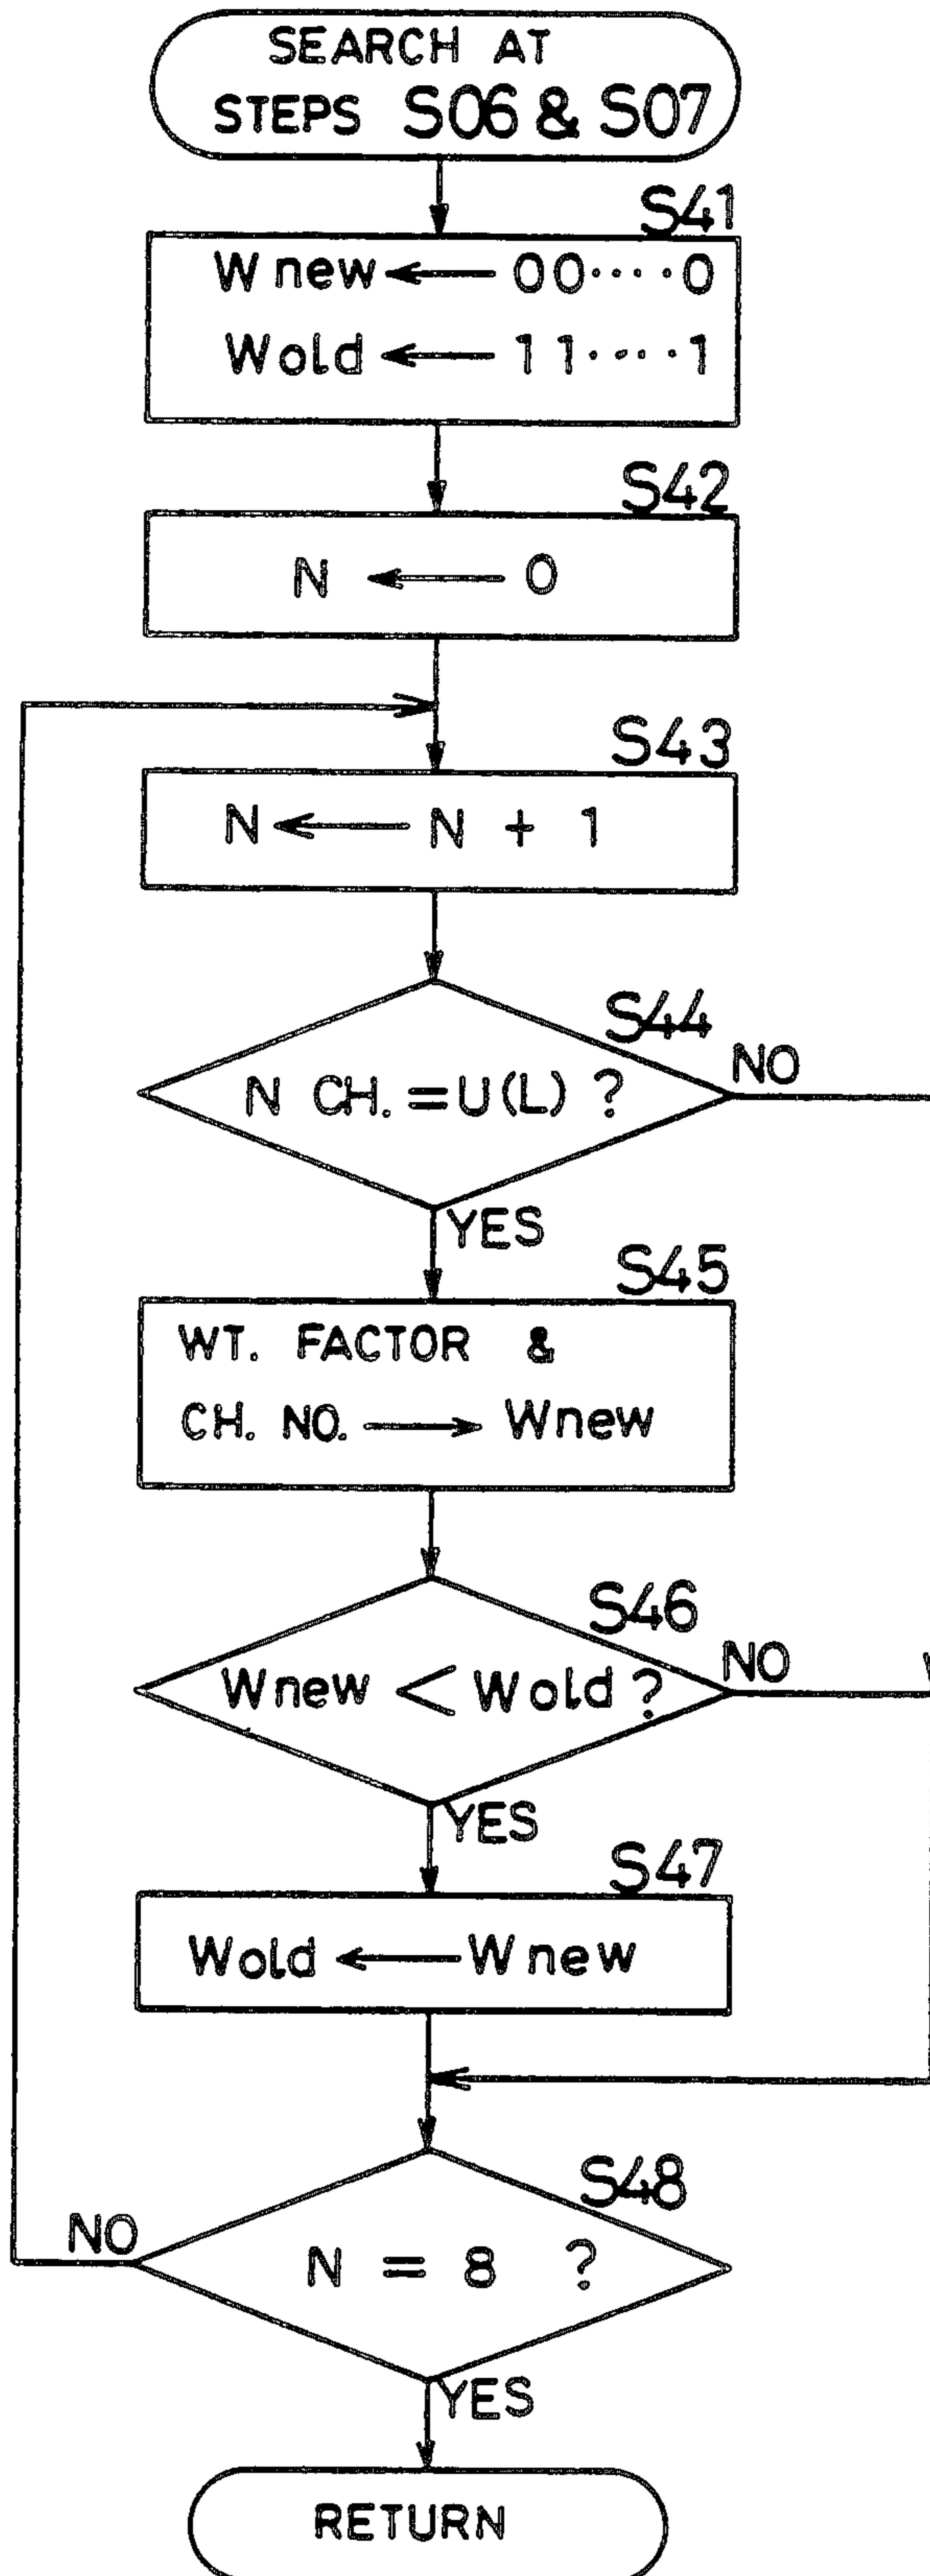 SEARCH AT
STEPS S06 & S07
S41
Wnew ← 00····0
Wold ← 11····1
S42
N ← 0
S43
N ← N + 1
S44
N CH. = U(L) ?
NO
YES
S45
WT. FACTOR &
CH. NO. → Wnew
S46
Wnew < Wold ?
NO
YES
S47
Wold ← Wnew
S48
NO
N = 8 ?
YES
RETURN